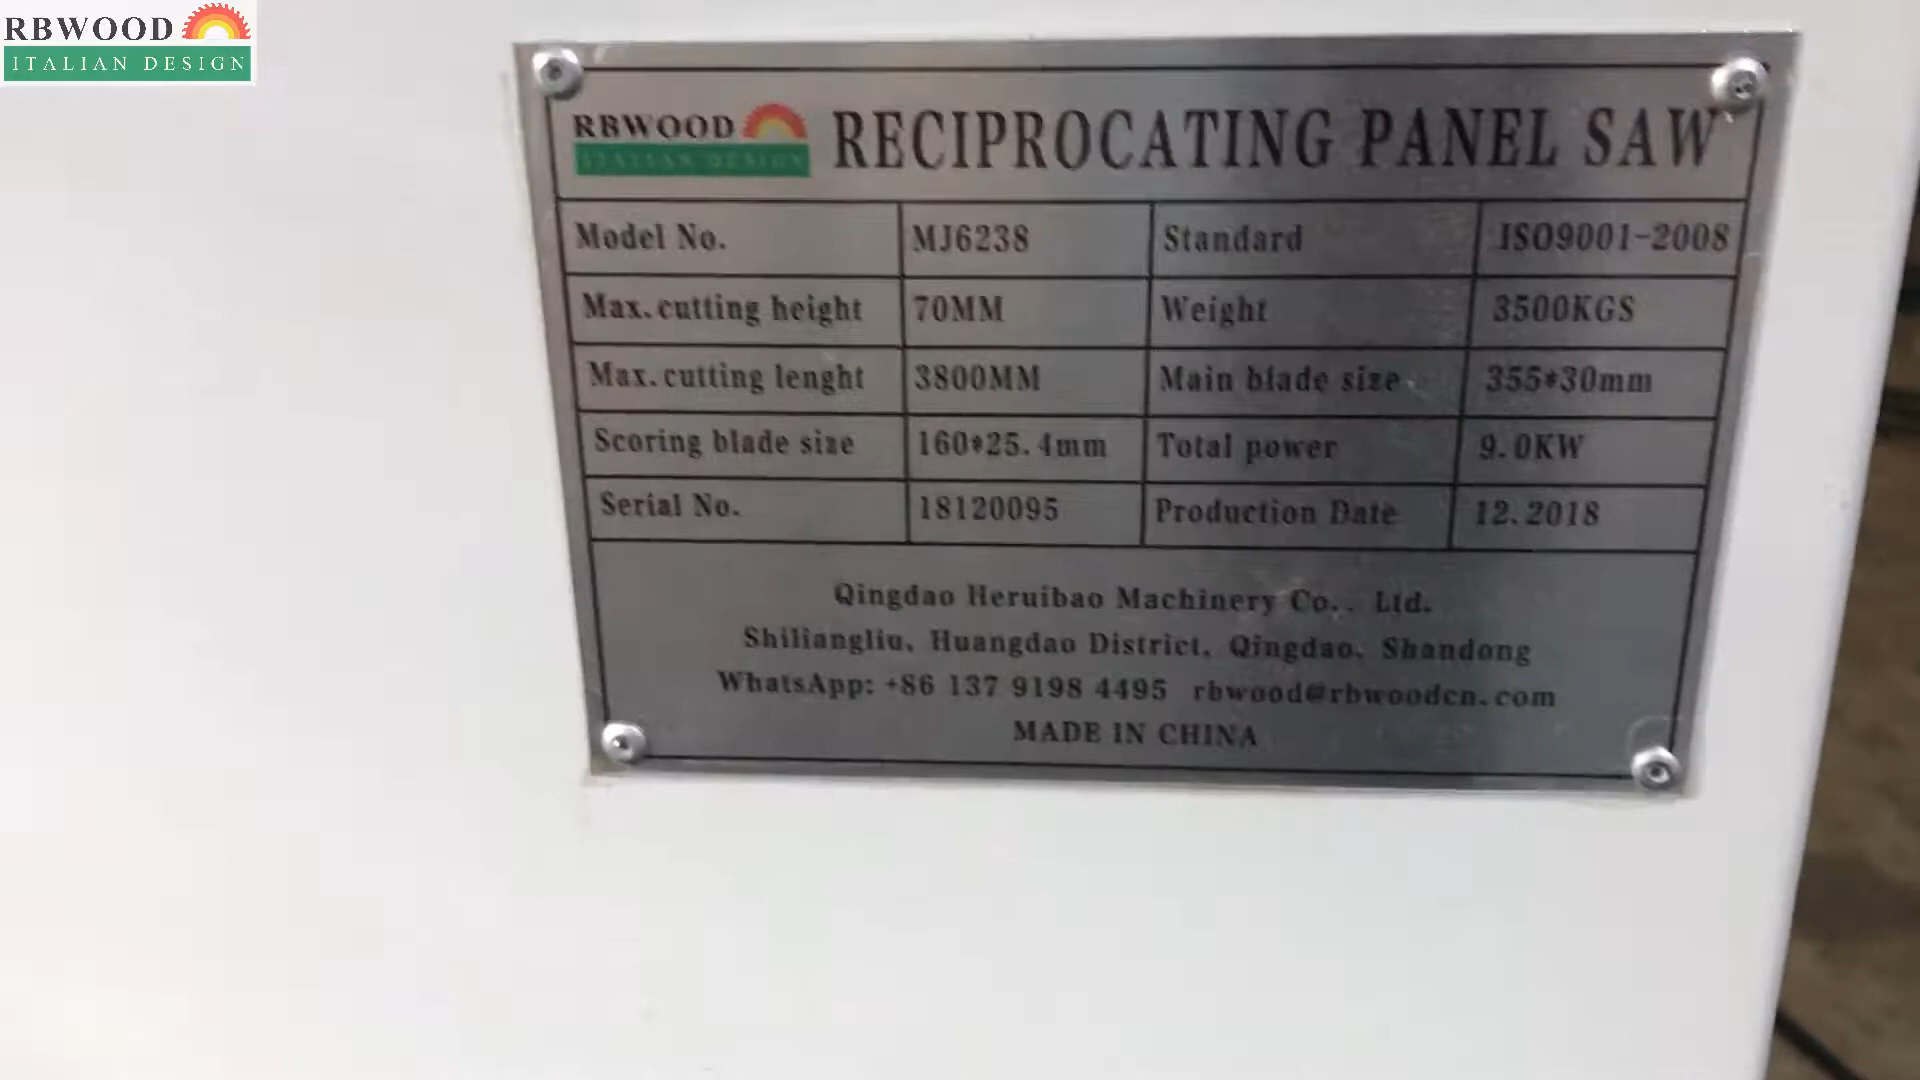 RBWOOD
ITALIAN DESIGN
RBWOOD
ITALIAN DESIGN
RECIPROCATING PANEL SAW
Model No. MJ6238 Standard ISO9001-2008
Max. cutting height 70MM Weight 3500KGS
Max. cutting lenght 3800MM Main blade size 355*30mm
Scoring blade size 160*25.4mm Total power 9.0KW
Serial No. 18120095 Production Date 12.2018
Qingdao Heruibao Machinery Co., Ltd.
Shiliangliu, Huangdao District, Qingdao, Shandong
WhatsApp: +86 137 9198 4495 rbwood@rbwoodcn.com
MADE IN CHINA